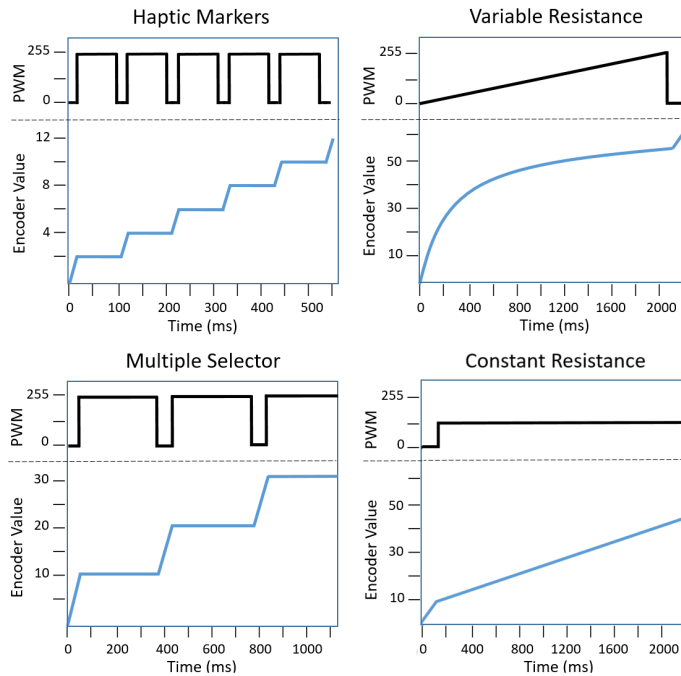 Haptic Markers
255
0
PWM
12
8
4
Encoder Value
0 100 200 300 400 500
Time (ms)
Variable Resistance
255
0
PWM
50
30
10
Encoder Value
0 400 800 1200 1600 2000
Time (ms)
Multiple Selector
255
0
PWM
30
20
10
Encoder Value
0 200 400 600 800 1000
Time (ms)
Constant Resistance
255
0
PWM
50
30
10
Encoder Value
0 400 800 1200 1600 2000
Time (ms)